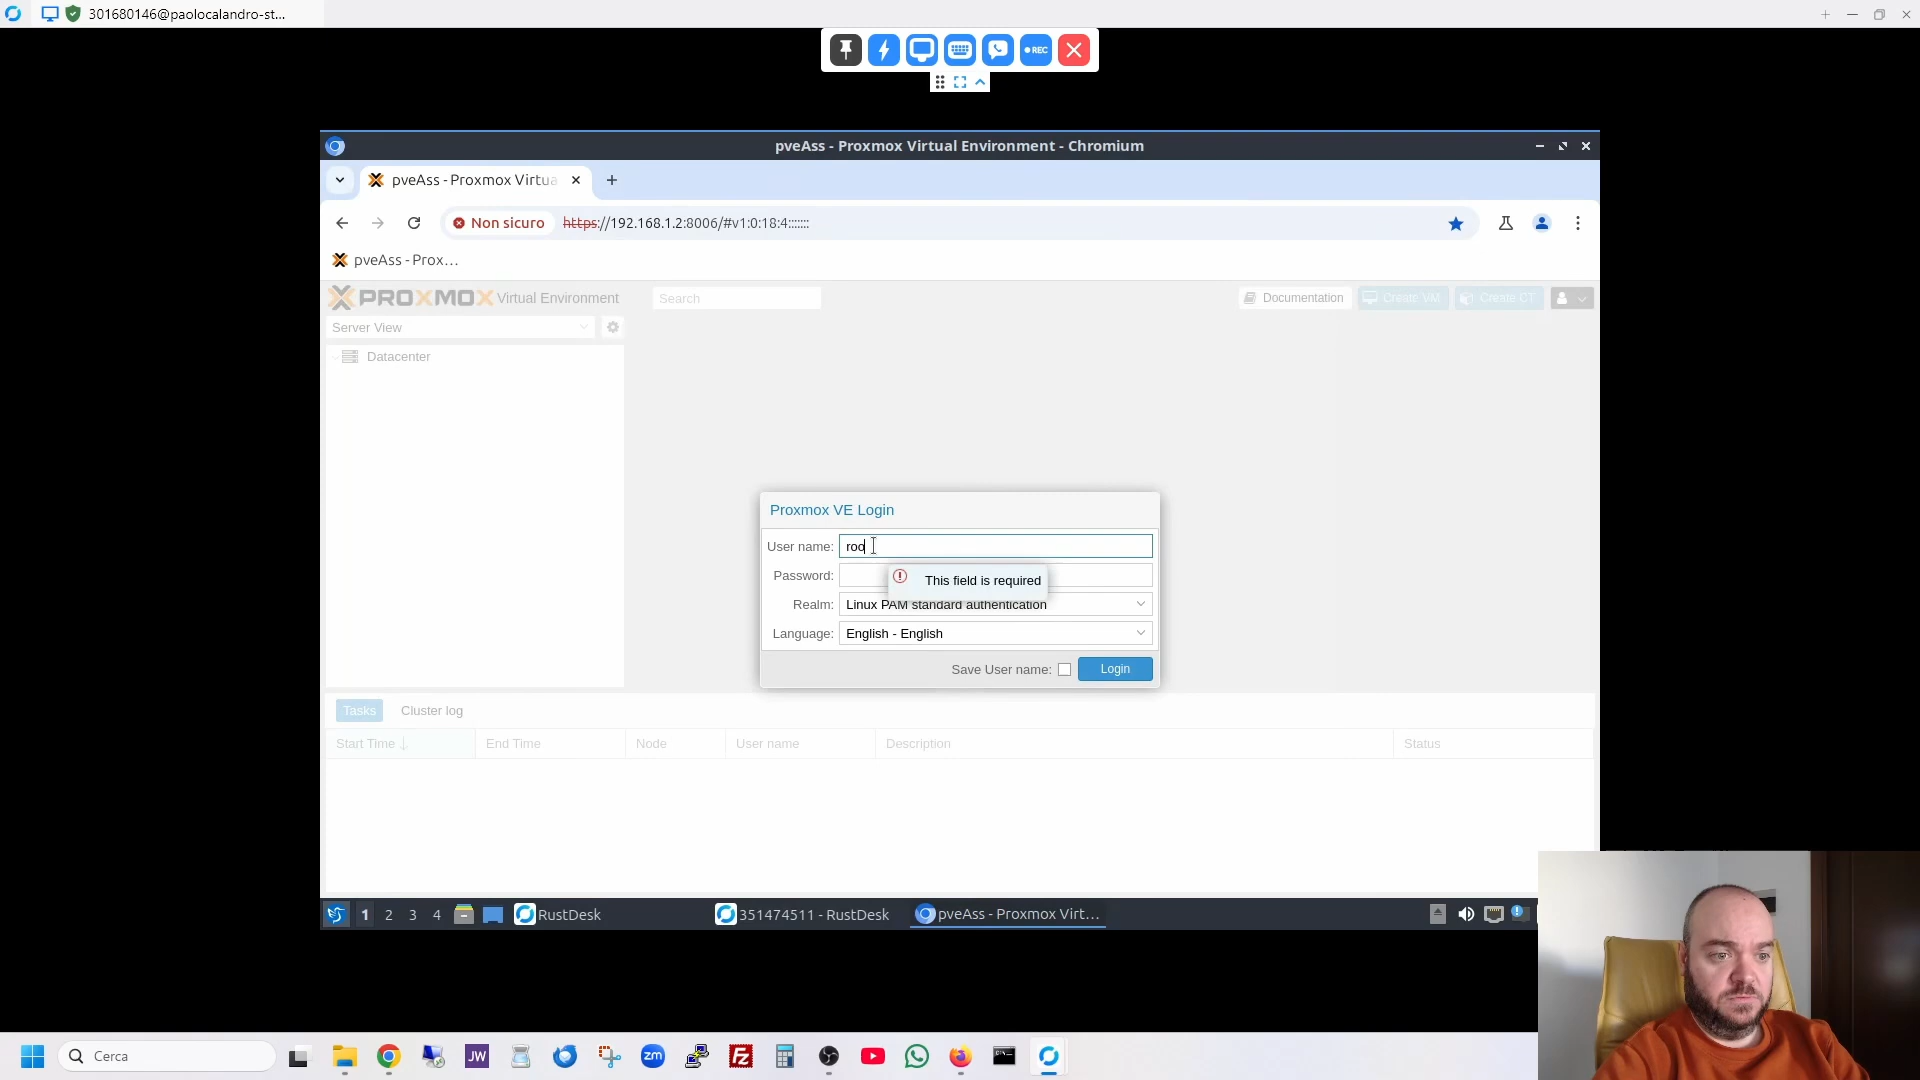 301680146@paolocalandro-st...
REC
pveAss - Proxmox Virtual Environment - Chromium
pveAss - Proxmox Virtua
Non sicuro
https://192.168.1.2:8006/#v1:0:18:4:::::::
pveAss - Prox...
PROXMOX Virtual Environment
Search
Documentation
Create VM
Create CT
Server View
Datacenter
Proxmox VE Login
User name: roo
Password:
This field is required
Realm: Linux PAM standard authentication
Language: English - English
Save User name:
Login
Tasks
Cluster log
Start Time
End Time
Node
User name
Description
Status
1
2
3
4
RustDesk
351474511 - RustDesk
pveAss - Proxmox Virt...
Cerca
JW
zm
FZ